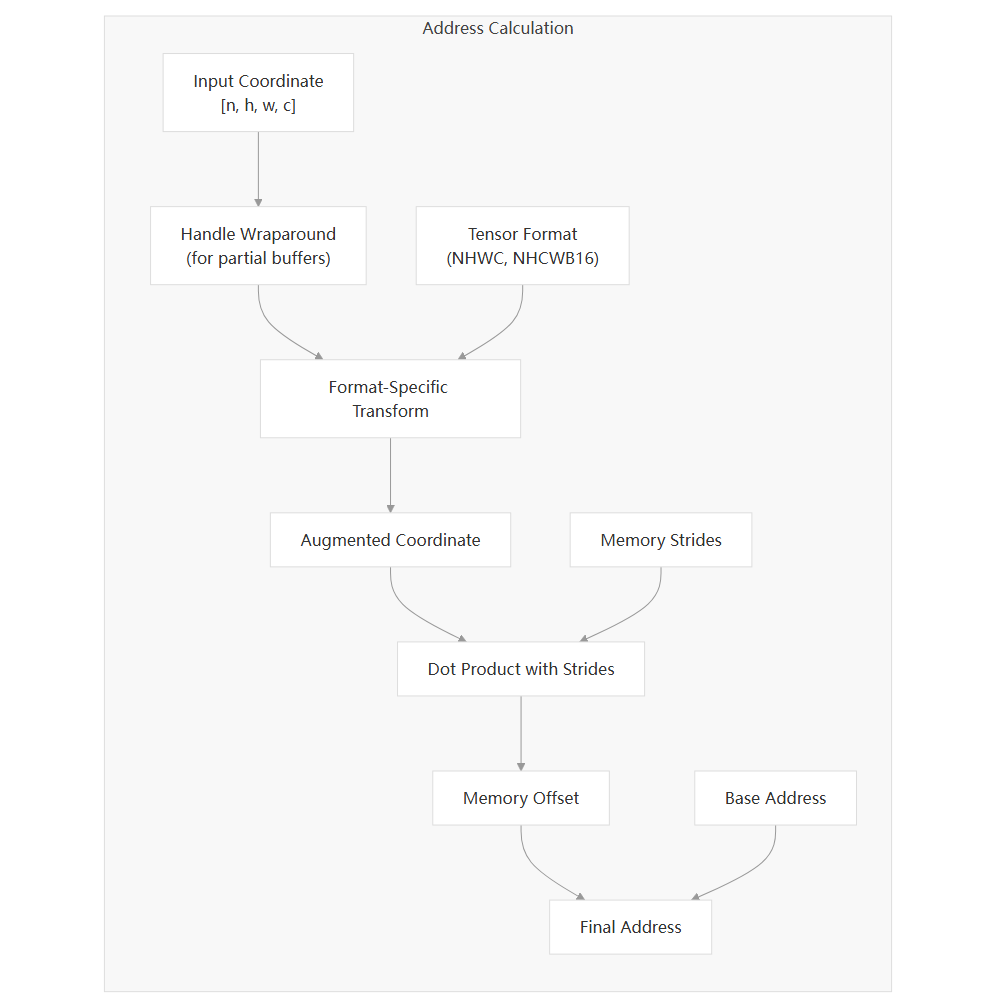 Address Calculation
Input Coordinate
[n, h, w, c]
Handle Wraparound
(for partial buffers)
Tensor Format
(NHWC, NHCWB16)
Format-Specific
Transform
Augmented Coordinate
Memory Strides
Dot Product with Strides
Memory Offset
Base Address
Final Address